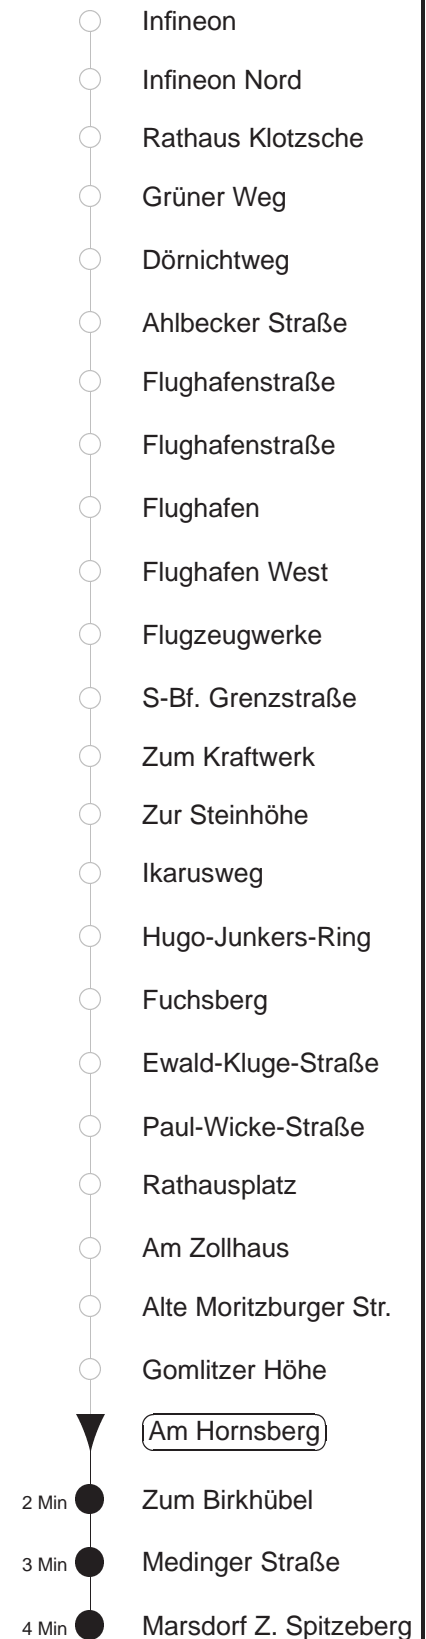 Infineon
Infineon Nord
Rathaus Klotzsche
Grüner Weg
Dörnichtweg
Ahlbecker Straße
Flughafenstraße
Flughafenstraße
Flughafen
Flughafen West
Flugzeugwerke
S-Bf. Grenzstraße
Zum Kraftwerk
Zur Steinhöhe
Ikarusweg
Hugo-Junkers-Ring
Fuchsberg
Ewald-Kluge-Straße
Paul-Wicke-Straße
Rathausplatz
Am Zollhaus
Alte Moritzburger Str.
Gomlitzer Höhe
Am Hornsberg
2 Min Zum Birkhübel
3 Min Medinger Straße
4 Min Marsdorf Z. Spitzeberg